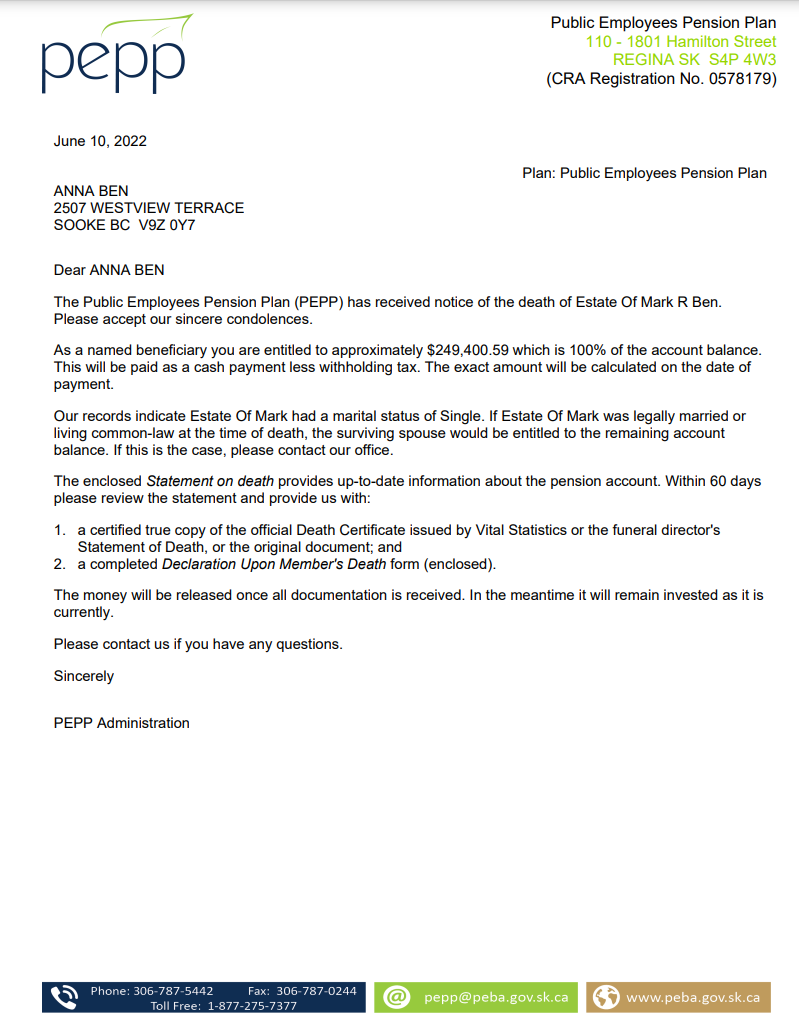 pepp
Public Employees Pension Plan
110 - 1801 Hamilton Street
REGINA SK  S4P 4W3
(CRA Registration No. 0578179)
June 10, 2022
Plan: Public Employees Pension Plan
ANNA BEN
2507 WESTVIEW TERRACE
SOOKE BC  V9Z 0Y7
Dear ANNA BEN
The Public Employees Pension Plan (PEPP) has received notice of the death of Estate Of Mark R Ben.
Please accept our sincere condolences.
As a named beneficiary you are entitled to approximately $249,400.59 which is 100% of the account balance.
This will be paid as a cash payment less withholding tax. The exact amount will be calculated on the date of
payment.
Our records indicate Estate Of Mark had a marital status of Single. If Estate Of Mark was legally married or
living common-law at the time of death, the surviving spouse would be entitled to the remaining account
balance. If this is the case, please contact our office.
The enclosed Statement on death provides up-to-date information about the pension account. Within 60 days
please review the statement and provide us with:
1. a certified true copy of the official Death Certificate issued by Vital Statistics or the funeral director's
Statement of Death, or the original document; and
2. a completed Declaration Upon Member's Death form (enclosed).
The money will be released once all documentation is received. In the meantime it will remain invested as it is
currently.
Please contact us if you have any questions.
Sincerely
PEPP Administration
Phone: 306-787-5442 Fax: 306-787-0244
Toll Free: 1-877-275-7377
@ pepp@peba.gov.sk.ca
www.peba.gov.sk.ca